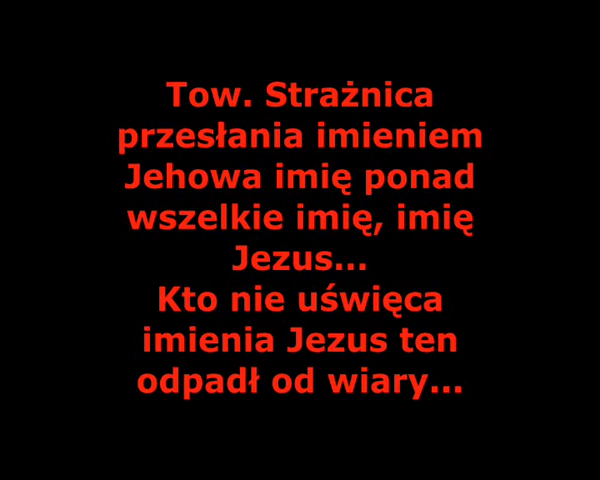 Tow. Strażnica
przesłania imieniem
Jehowa imię ponad
wszelkie imię, imię
Jezus...
Kto nie uświęca
imienia Jezus ten
odpadł od wiary...